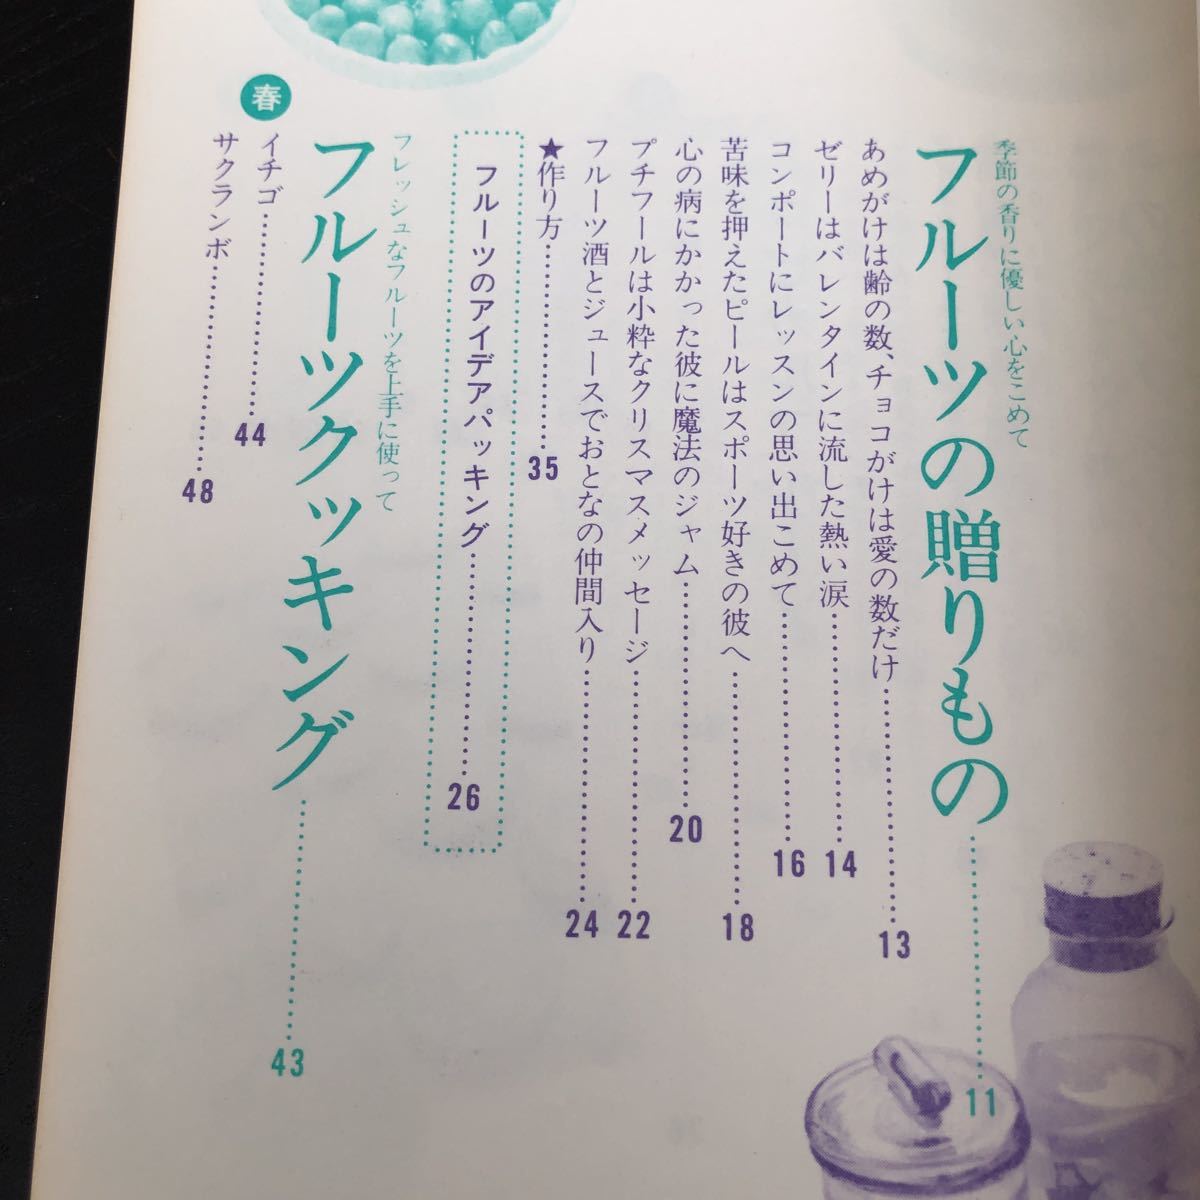 季節の香りに優しい心をこめて
フルーツの贈りもの……11
あめがけは齢の数、チョコがけは愛の数だけ……13
ゼリーはバレンタインに流した熱い涙……14
コンポートにレッスンの思い出こめて……16
苦味を押えたピールはスポーツ好きの彼へ……18
心の病にかかった彼に魔法のジャム……20
プチフールは小粋なクリスマスメッセージ……22
フルーツ酒とジュースでおとなの仲間入り……24
★作り方……35
フルーツのアイデアパッキング……26
フレッシュなフルーツを上手に使って
フルーツクッキング……43
春
イチゴ……44
サクランボ……48